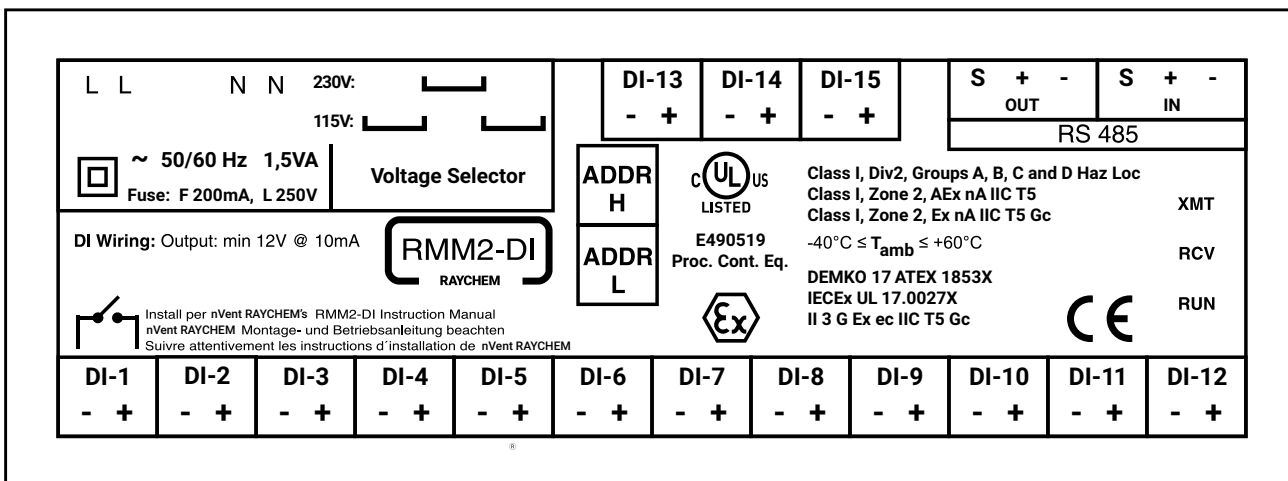 L L N N 230V:
115V:
~ 50/60 Hz 1,5VA
Fuse: F 200mA, L 250V
Voltage Selector
DI-13 DI-14 DI-15
- + - + - +
S + - S + -
OUT IN
RS 485
ADDR
H
ADDR
L
C UL US
LISTED
E490519
Proc. Cont. Eq.
Ex
Class I, Div2, Groups A, B, C and D Haz Loc
Class I, Zone 2, AEx nA IIC T5
Class I, Zone 2, Ex nA IIC T5 Gc
-40°C ≤ Tamb ≤ +60°C
DEMKO 17 ATEX 1853X
IECEx UL 17.0027X
II 3 G Ex ec IIC T5 Gc
CE
XMT
RCV
RUN
DI Wiring: Output: min 12V @ 10mA
RMM2-DI
RAYCHEM
Install per nVent RAYCHEM's RMM2-DI Instruction Manual
nVent RAYCHEM Montage- und Betriebsanleitung beachten
Suivre attentivement les instructions d´installation de nVent RAYCHEM
DI-1 DI-2 DI-3 DI-4 DI-5 DI-6 DI-7 DI-8 DI-9 DI-10 DI-11 DI-12
- + - + - + - + - + - + - + - + - + - + - + - +
®